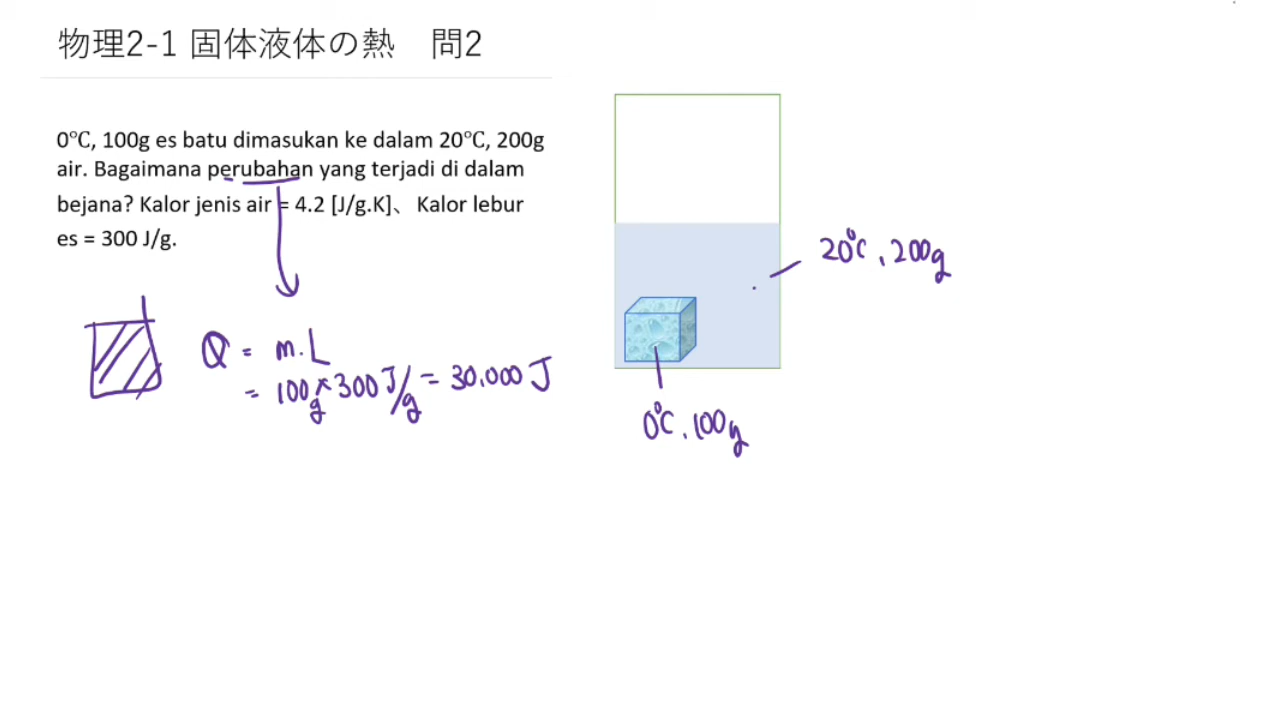 物理2-1 固体液体の熱　問2
0℃, 100g es batu dimasukan ke dalam 20℃, 200g
air. Bagaimana perubahan yang terjadi di dalam
bejana? Kalor jenis air = 4.2 [J/g.K]、 Kalor lebur
es = 300 J/g.
Q = m.L
= 100g × 300 J/g = 30.000 J
20°C, 200g
0°C, 100g